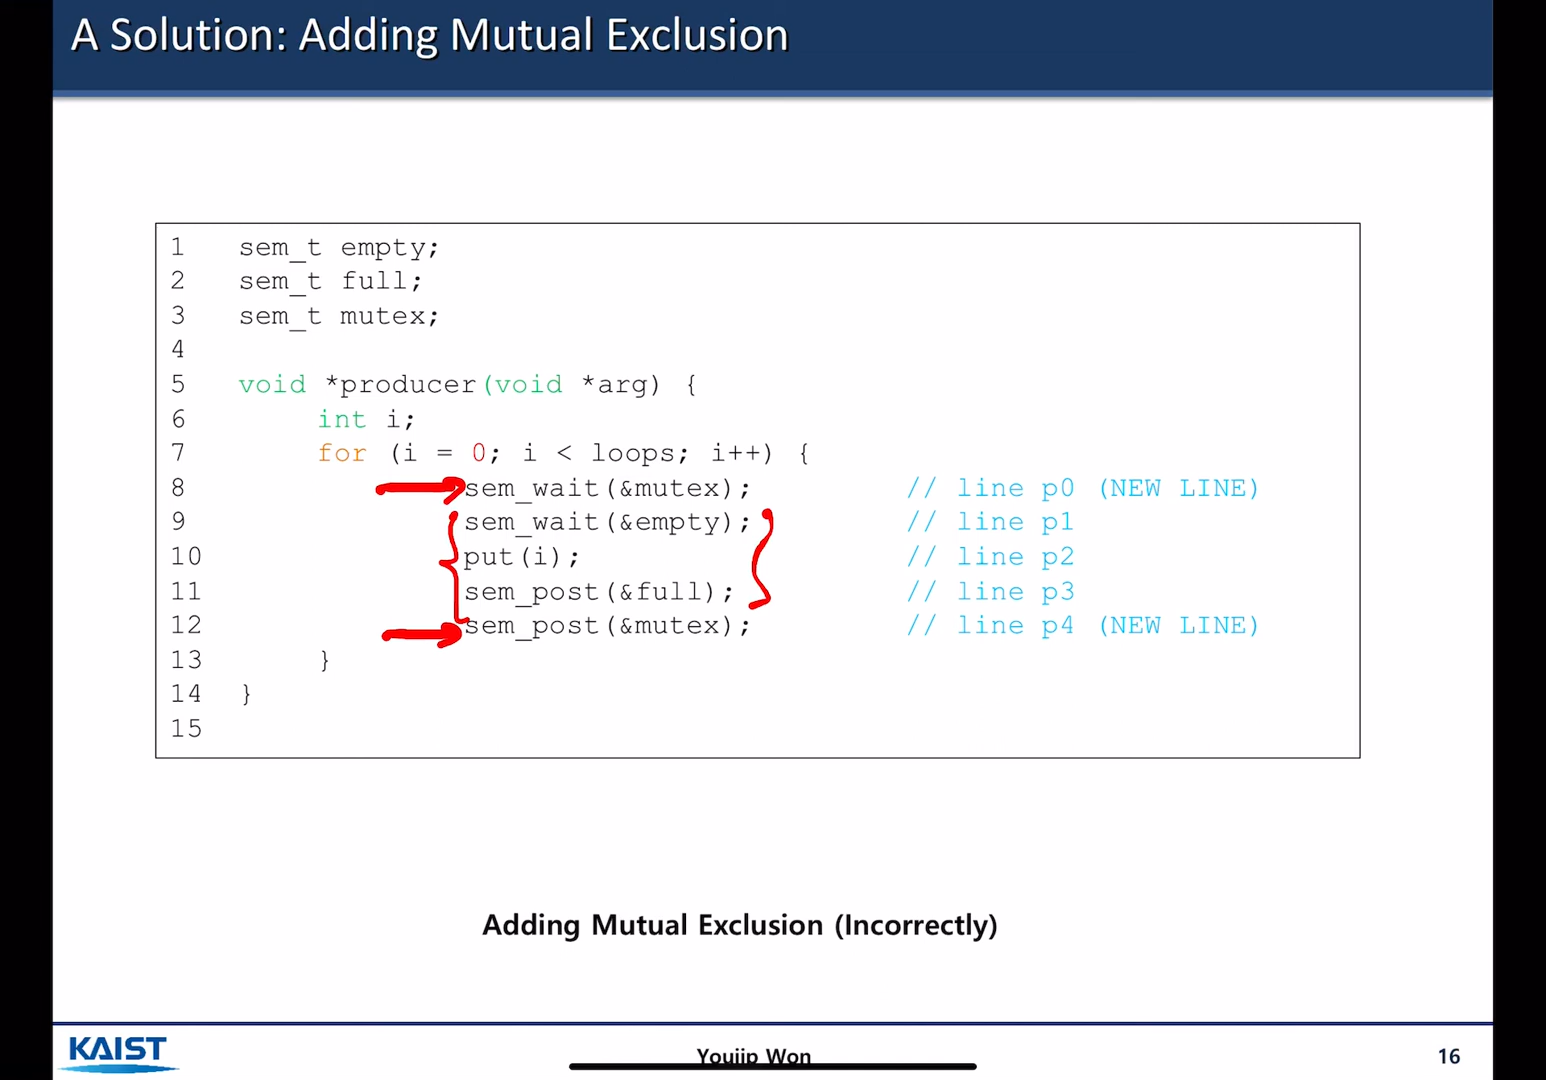 A Solution: Adding Mutual Exclusion
1 sem_t empty;
2 sem_t full;
3 sem_t mutex;
4
5 void *producer(void *arg) {
6 int i;
7 for (i = 0; i < loops; i++) {
8 sem_wait(&mutex); // line p0 (NEW LINE)
9 sem_wait(&empty); // line p1
10 put(i); // line p2
11 sem_post(&full); // line p3
12 sem_post(&mutex); // line p4 (NEW LINE)
13 }
14 }
15
Adding Mutual Exclusion (Incorrectly)
KAIST
Youjip Won
16